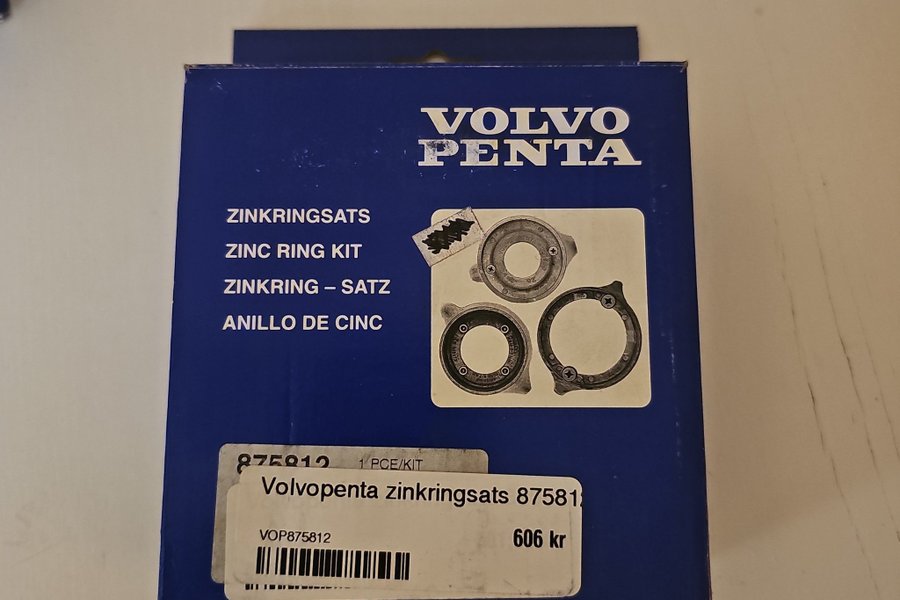 VOLVO
PENTA
ZINKRINGSATS
ZINC RING KIT
ZINKRING – SATZ
ANILLO DE CINC
875812 1 PCE/KIT
Volvopenta zinkringsats 875812
VOP875812
606 kr